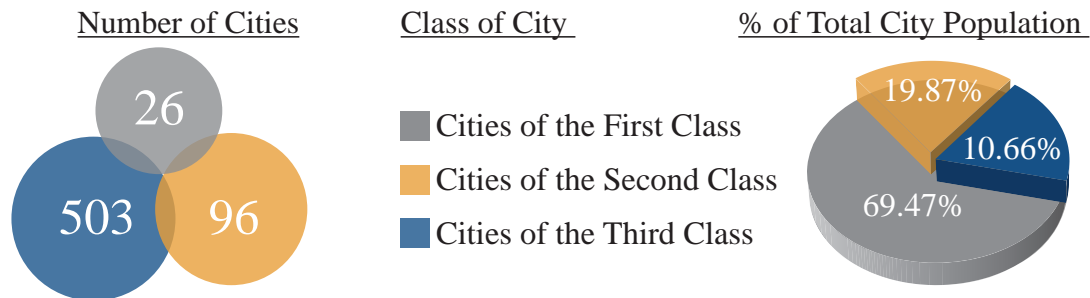 Number of Cities
26
503
96
Class of City
Cities of the First Class
Cities of the Second Class
Cities of the Third Class
% of Total City Population
19.87%
10.66%
69.47%